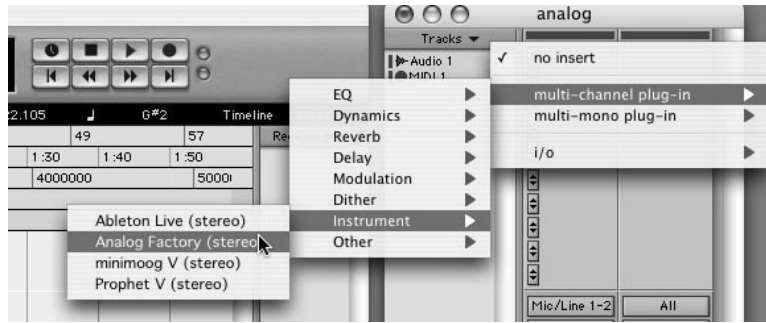 analog
Tracks
Audio 1
MIDI 1
✓ no insert
multi-channel plug-in
multi-mono plug-in
i/o
EQ
Dynamics
Reverb
Delay
Modulation
Dither
Instrument
Other
Ableton Live (stereo)
Analog Factory (stereo
minimoog V (stereo)
Prophet V (stereo)
2.105 G#2 Timeline
49 57
1:30 1:40 1:50
4000000 5000
Mic/Line 1-2 All